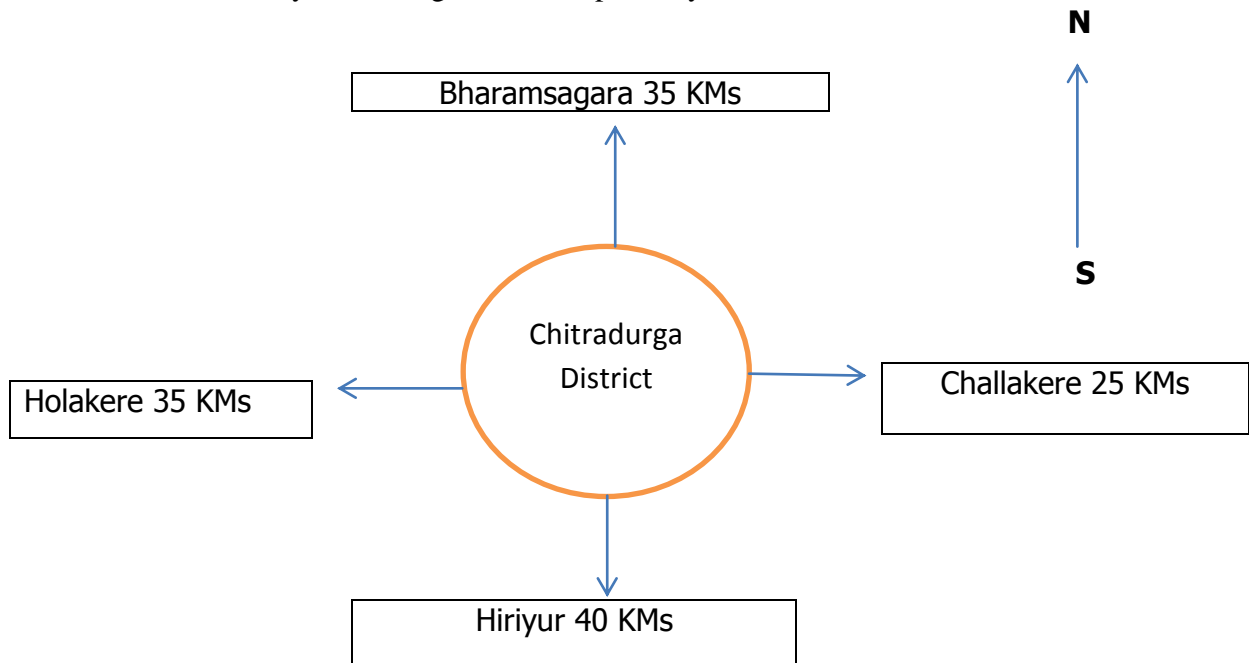 N
Bharamsagara 35 KMs
S
Chitradurga
District
Holakere 35 KMs
Challakere 25 KMs
Hiriyur 40 KMs